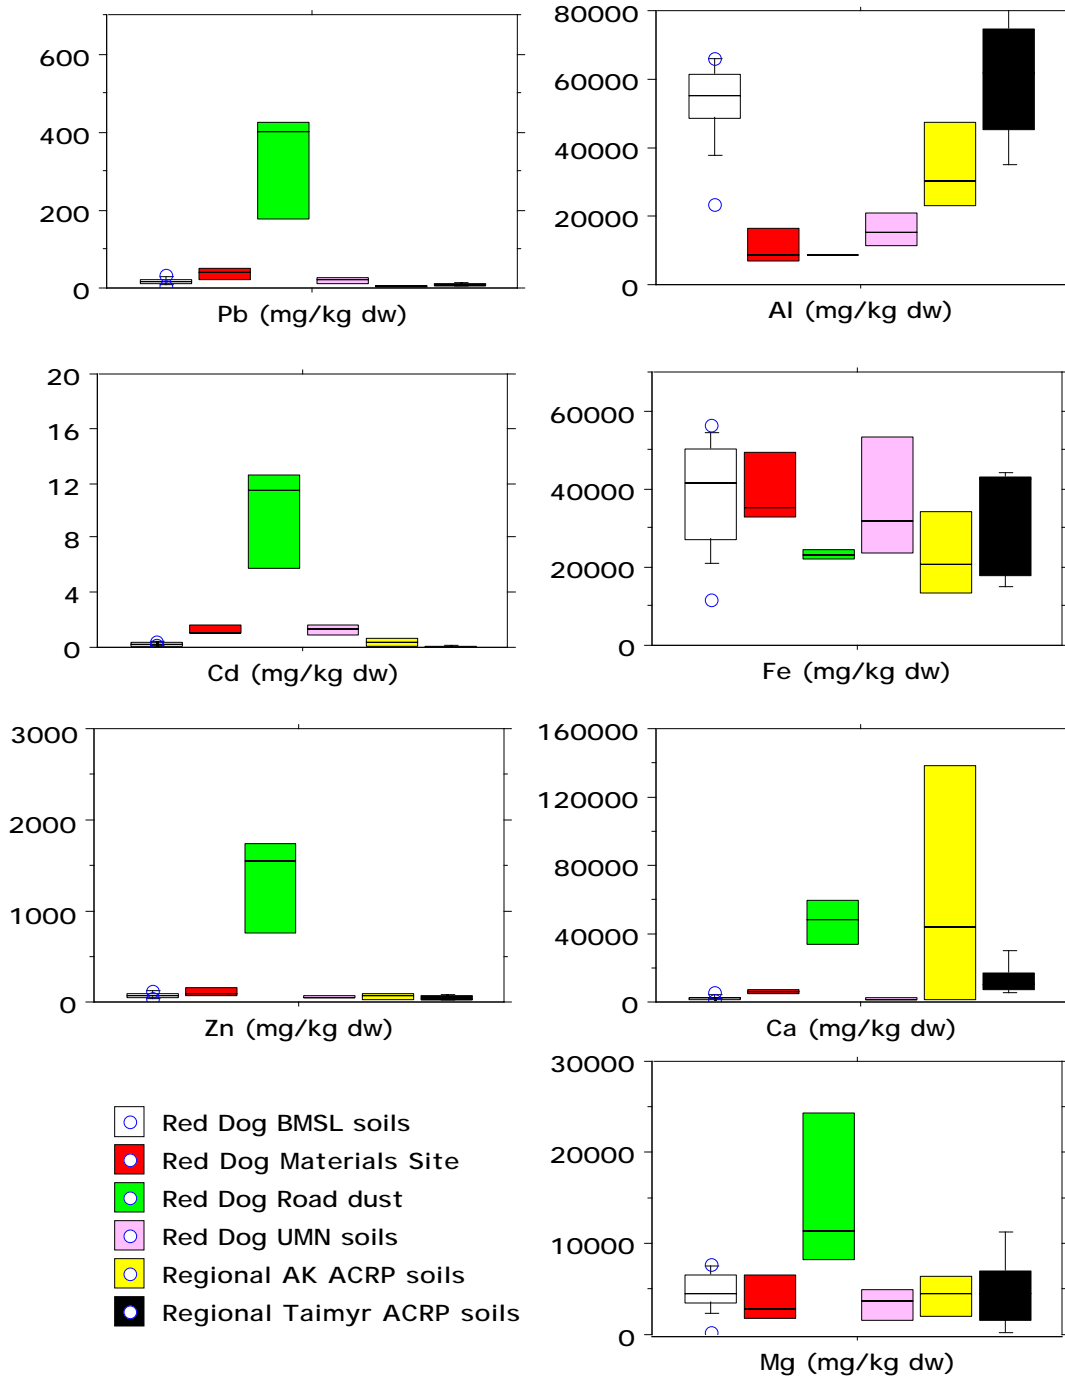 600
400
200
0
Pb (mg/kg dw)
80000
60000
40000
20000
0
Al (mg/kg dw)
20
16
12
8
4
0
Cd (mg/kg dw)
60000
40000
20000
0
Fe (mg/kg dw)
3000
2000
1000
0
Zn (mg/kg dw)
160000
120000
80000
40000
0
Ca (mg/kg dw)
Red Dog BMSL soils
Red Dog Materials Site
Red Dog Road dust
Red Dog UMN soils
Regional AK ACRP soils
Regional Taimyr ACRP soils
30000
20000
10000
0
Mg (mg/kg dw)